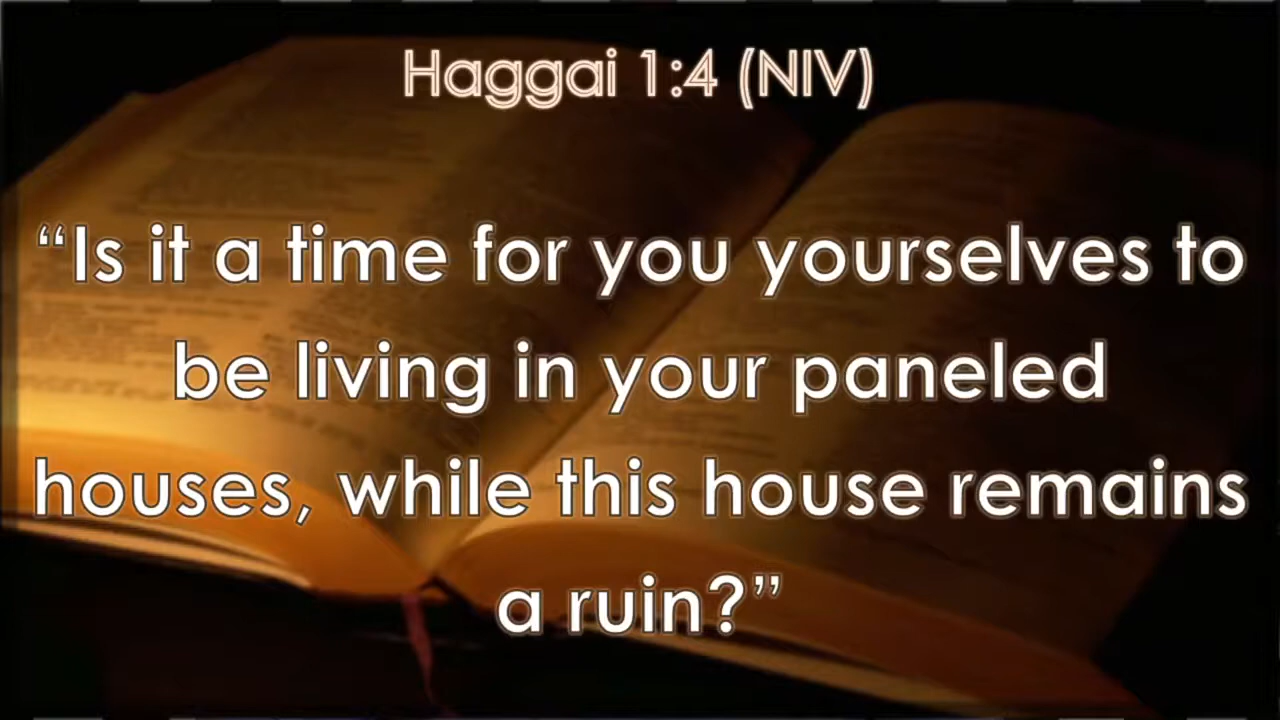 Haggai 1:4 (NIV)
“Is it a time for you yourselves to
be living in your paneled
houses, while this house remains
a ruin?”